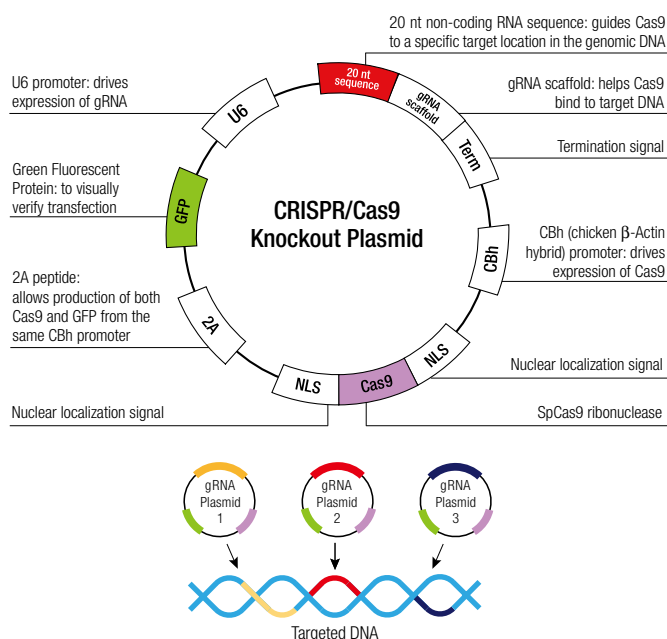 20 nt non-coding RNA sequence: guides Cas9
to a specific target location in the genomic DNA
20 nt
sequence
U6 promoter: drives
expression of gRNA
U6
gRNA
scaffold
gRNA scaffold: helps Cas9
bind to target DNA
Term
Termination signal
Green Fluorescent
Protein: to visually
verify transfection
GFP
CRISPR/Cas9
Knockout Plasmid
CBh
CBh (chicken β-Actin
hybrid) promoter: drives
expression of Cas9
2A peptide:
allows production of both
Cas9 and GFP from the
same CBh promoter
2A
NLS
Cas9
NLS
Nuclear localization signal
Nuclear localization signal
SpCas9 ribonuclease
gRNA
Plasmid
1
gRNA
Plasmid
2
gRNA
Plasmid
3
Targeted DNA